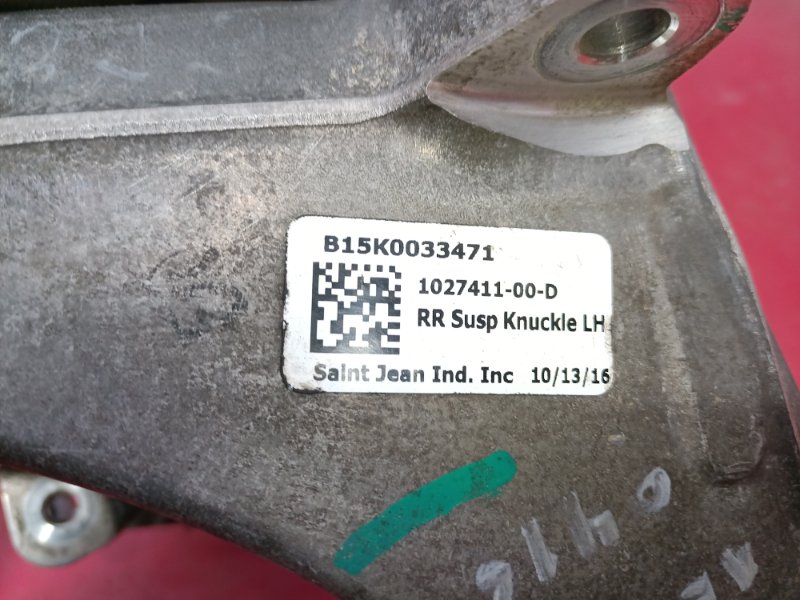 B15K0033471
1027411-00-D
RR Susp Knuckle LH
Saint Jean Ind. Inc 10/13/16